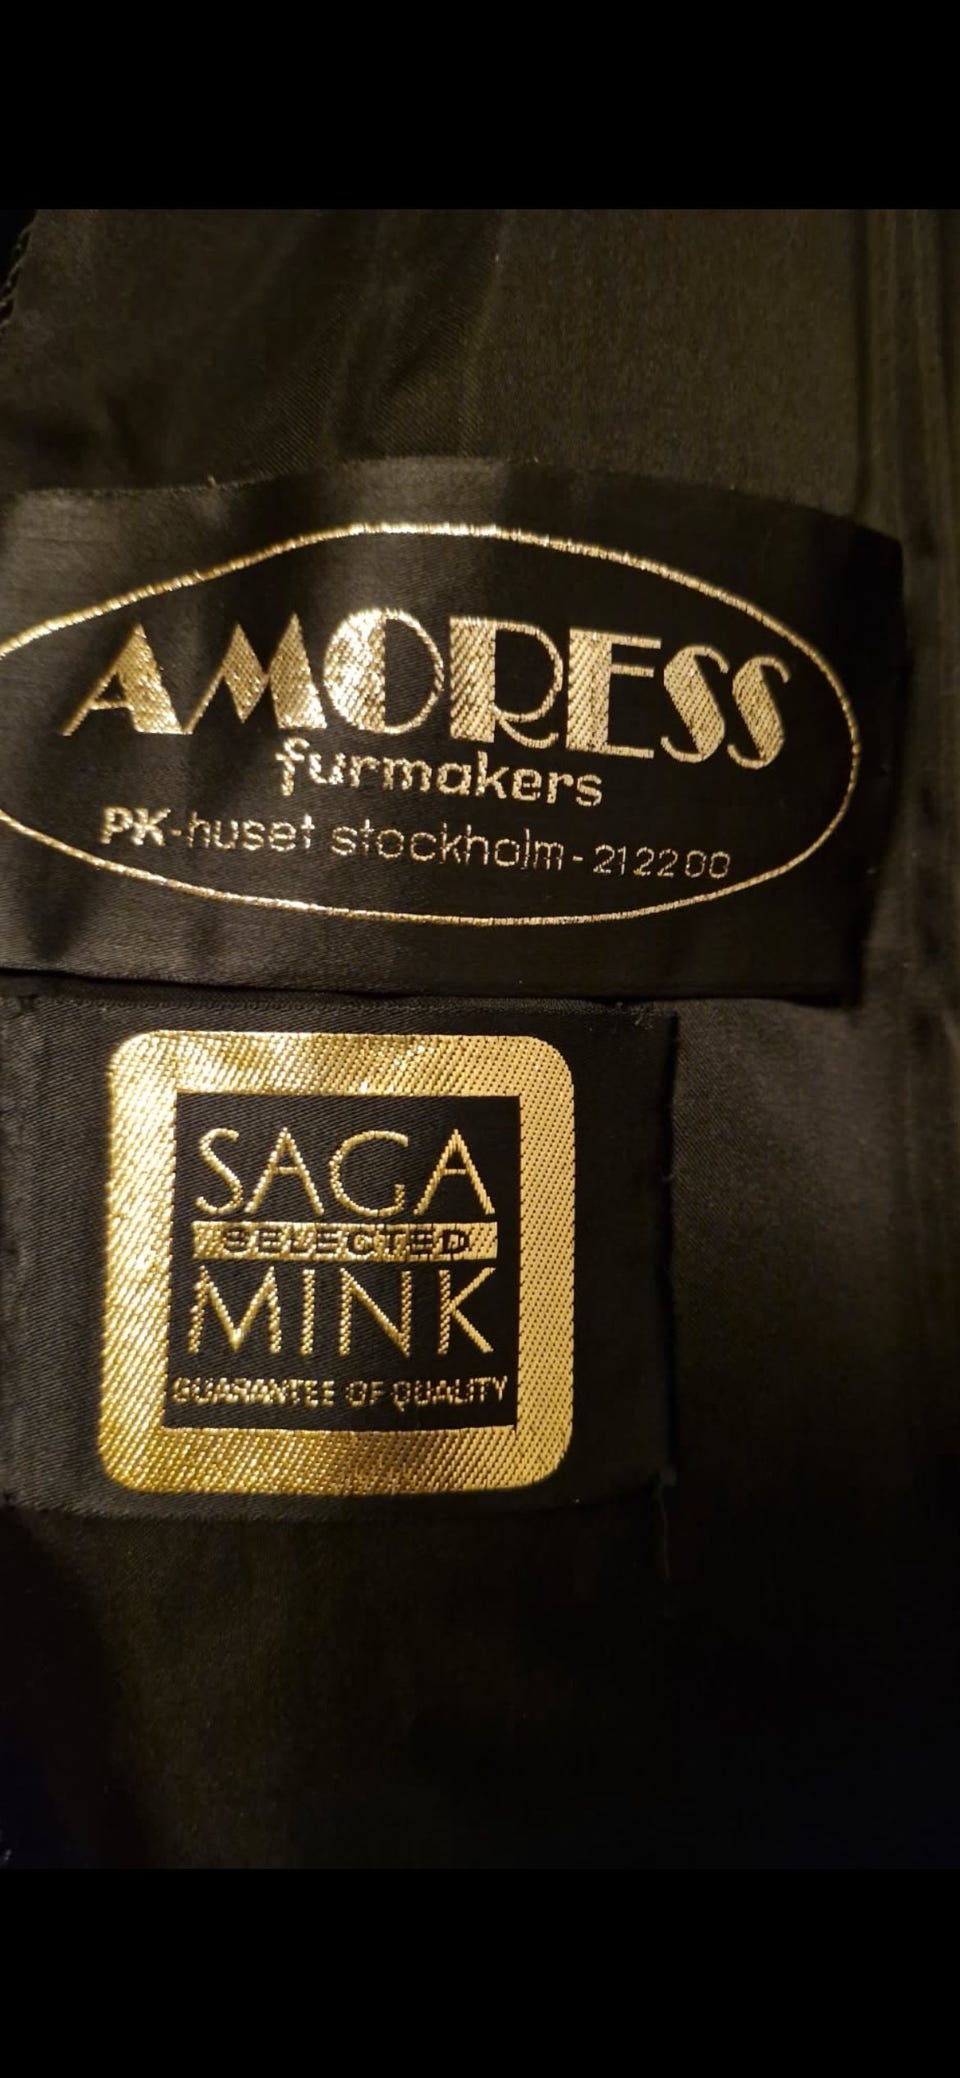 AMORESS
furmakers
PK-huset stockholm - 212200
SAGA
SELECTED
MINK
GUARANTEE OF QUALITY